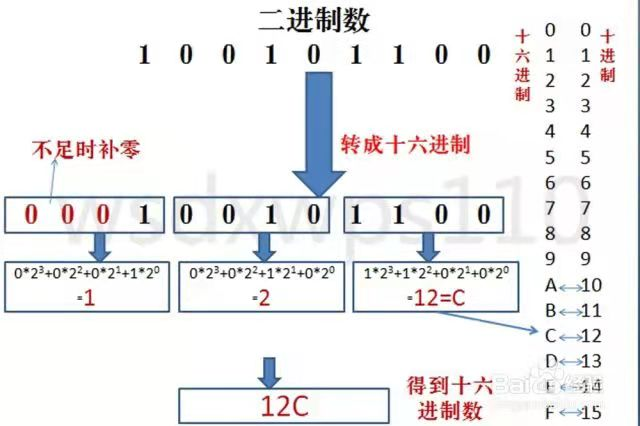 二进制数
1 0 0 1 0 1 1 0 0
转成十六进制
不足时补零
0 0 0 1 0 0 1 0 1 1 0 0
0*2³+0*2²+0*2¹+1*2⁰
=1
0*2³+0*2²+1*2¹+0*2⁰
=2
1*2³+1*2²+0*2¹+0*2⁰
=12=C
12C
得到十六
进制数
十六进制
十进制
0 0
1 1
2 2
3 3
4 4
5 5
6 6
7 7
8 8
9 9
A 10
B 11
C 12
D 13
E 14
F 15
wsdxwps110
Baidu